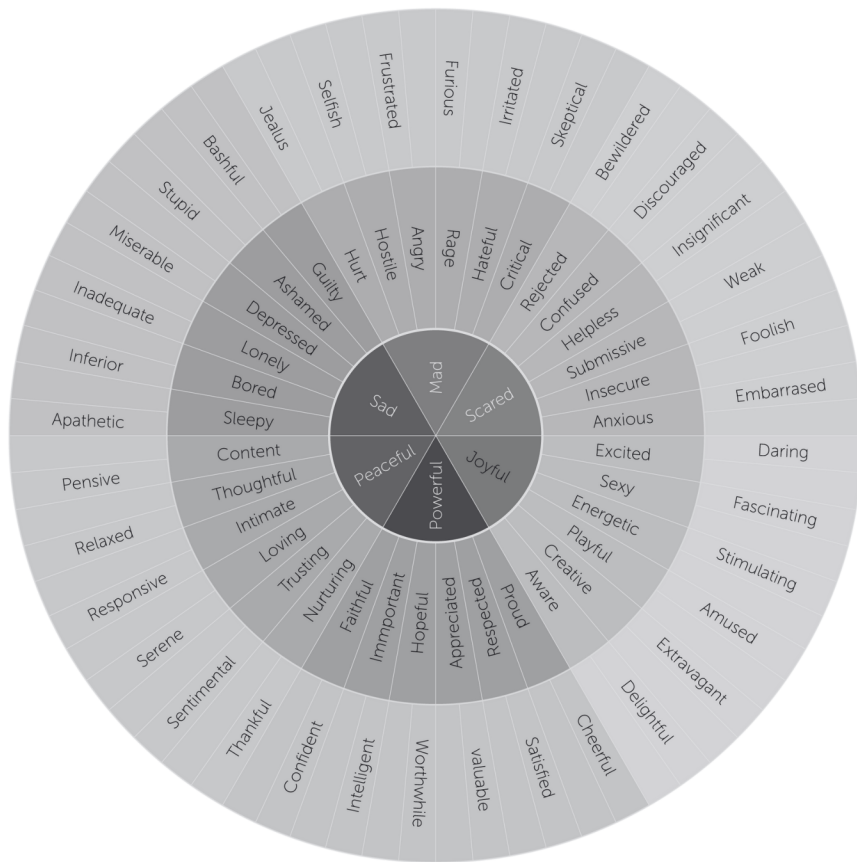 Mad
Scared
Joyful
Powerful
Peaceful
Sad
Hurt
Hostile
Angry
Rage
Hateful
Critical
Rejected
Confused
Helpless
Submissive
Insecure
Anxious
Excited
Sexy
Energetic
Playful
Creative
Aware
Proud
Respected
Appreciated
Hopeful
Immportant
Faithful
Nurturing
Trusting
Loving
Intimate
Thoughtful
Content
Sleepy
Bored
Lonely
Depressed
Ashamed
Guilty
Jealus
Selfish
Frustrated
Furious
Irritated
Skeptical
Bewildered
Discouraged
Insignificant
Weak
Foolish
Embarrased
Daring
Fascinating
Stimulating
Amused
Extravagant
Delightful
Cheerful
Satisfied
valuable
Worthwhile
Intelligent
Confident
Thankful
Sentimental
Serene
Responsive
Relaxed
Pensive
Apathetic
Inferior
Inadequate
Miserable
Stupid
Bashful